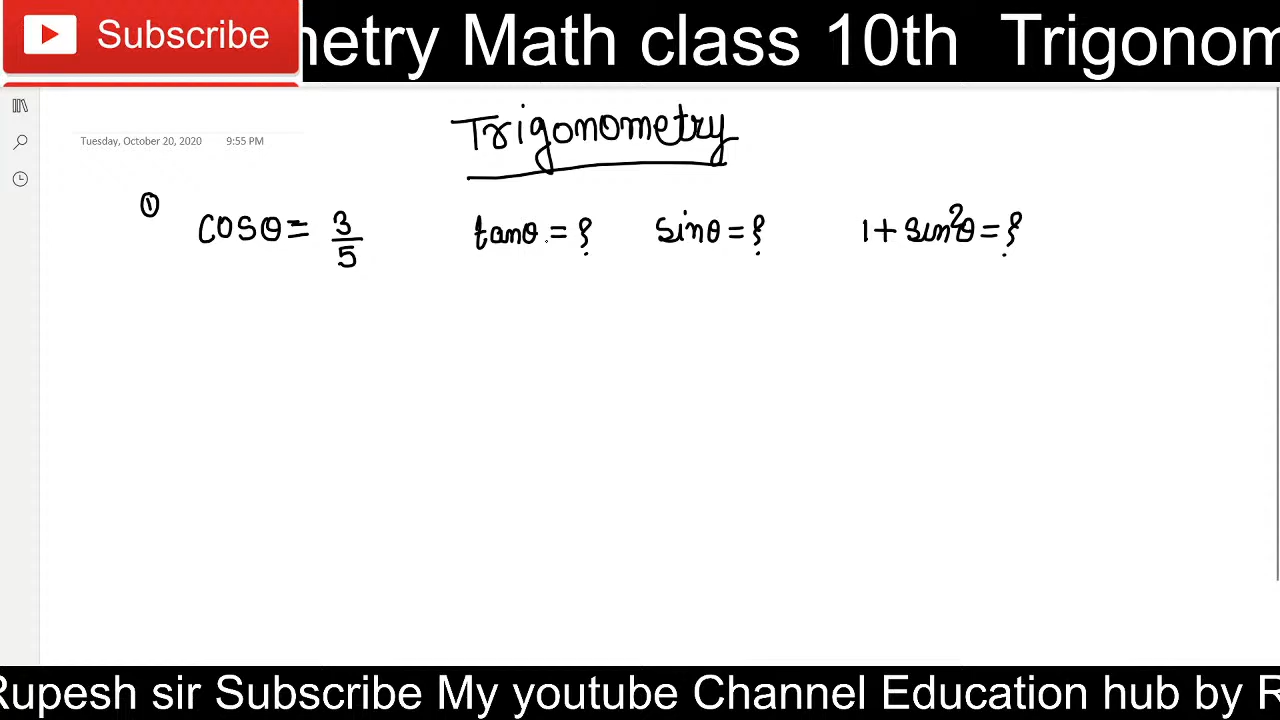 Subscribe
metry Math class 10th Trigonom
Trigonometry
Tuesday, October 20, 2020 9:55 PM
① cosθ = 3/5 tanθ = ? sinθ = ? 1 + sin²θ = ?
Rupesh sir Subscribe My youtube Channel Education hub by R